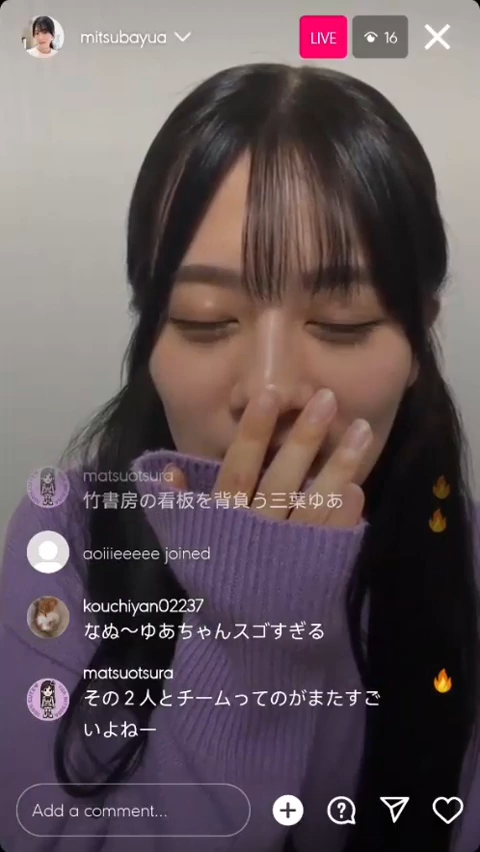 mitsubayua
LIVE
16
matsuotsura
竹書房の看板を背負う三葉ゆあ
aoiiieeeee joined
kouchiyan02237
なぬ〜ゆあちゃんスゴすぎる
matsuotsura
その2人とチームってのがまたすご
いよねー
Add a comment...